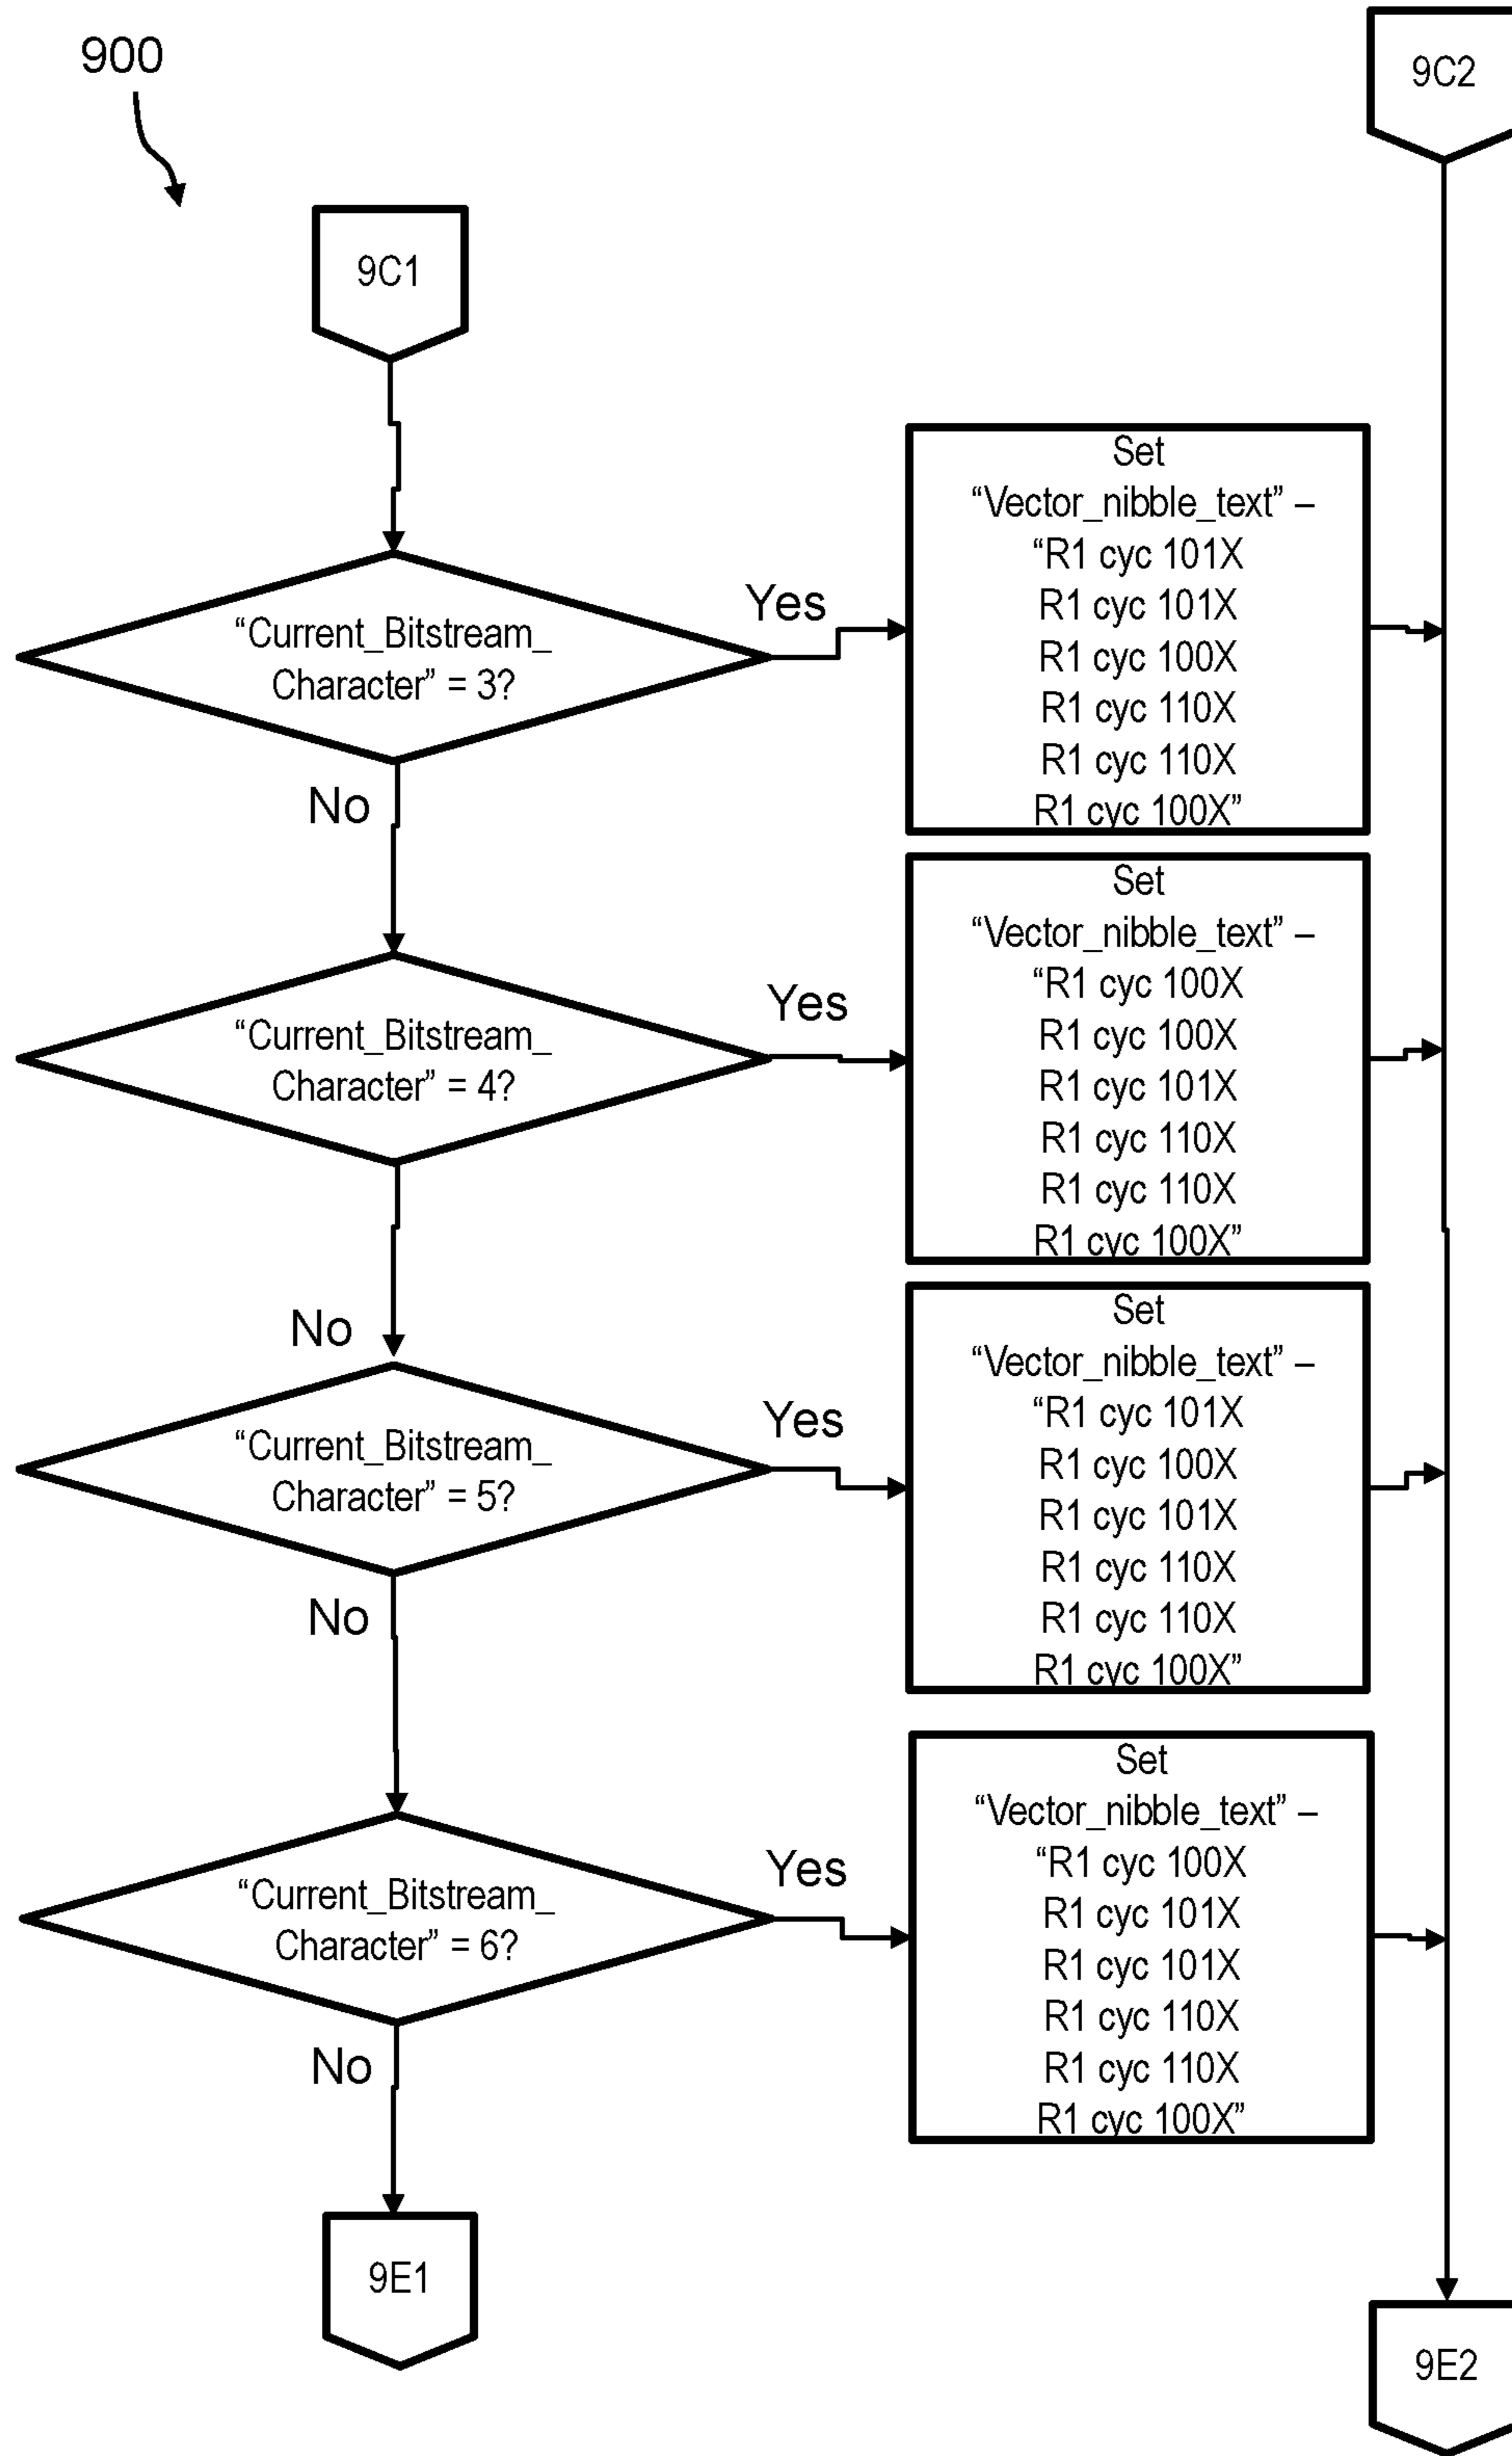 900
9C2
9C1
“Current_Bitstream_
Character” = 3?
Yes
No
Set
“Vector_nibble_text” –
“R1 cyc 101X
R1 cyc 101X
R1 cyc 100X
R1 cyc 110X
R1 cyc 110X
R1 cyc 100X”
“Current_Bitstream_
Character” = 4?
Yes
No
Set
“Vector_nibble_text” –
“R1 cyc 100X
R1 cyc 100X
R1 cyc 101X
R1 cyc 110X
R1 cyc 110X
R1 cyc 100X”
“Current_Bitstream_
Character” = 5?
Yes
No
Set
“Vector_nibble_text” –
“R1 cyc 101X
R1 cyc 100X
R1 cyc 101X
R1 cyc 110X
R1 cyc 110X
R1 cyc 100X”
“Current_Bitstream_
Character” = 6?
Yes
No
Set
“Vector_nibble_text” –
“R1 cyc 100X
R1 cyc 101X
R1 cyc 101X
R1 cyc 110X
R1 cyc 110X
R1 cyc 100X”
9E1
9E2